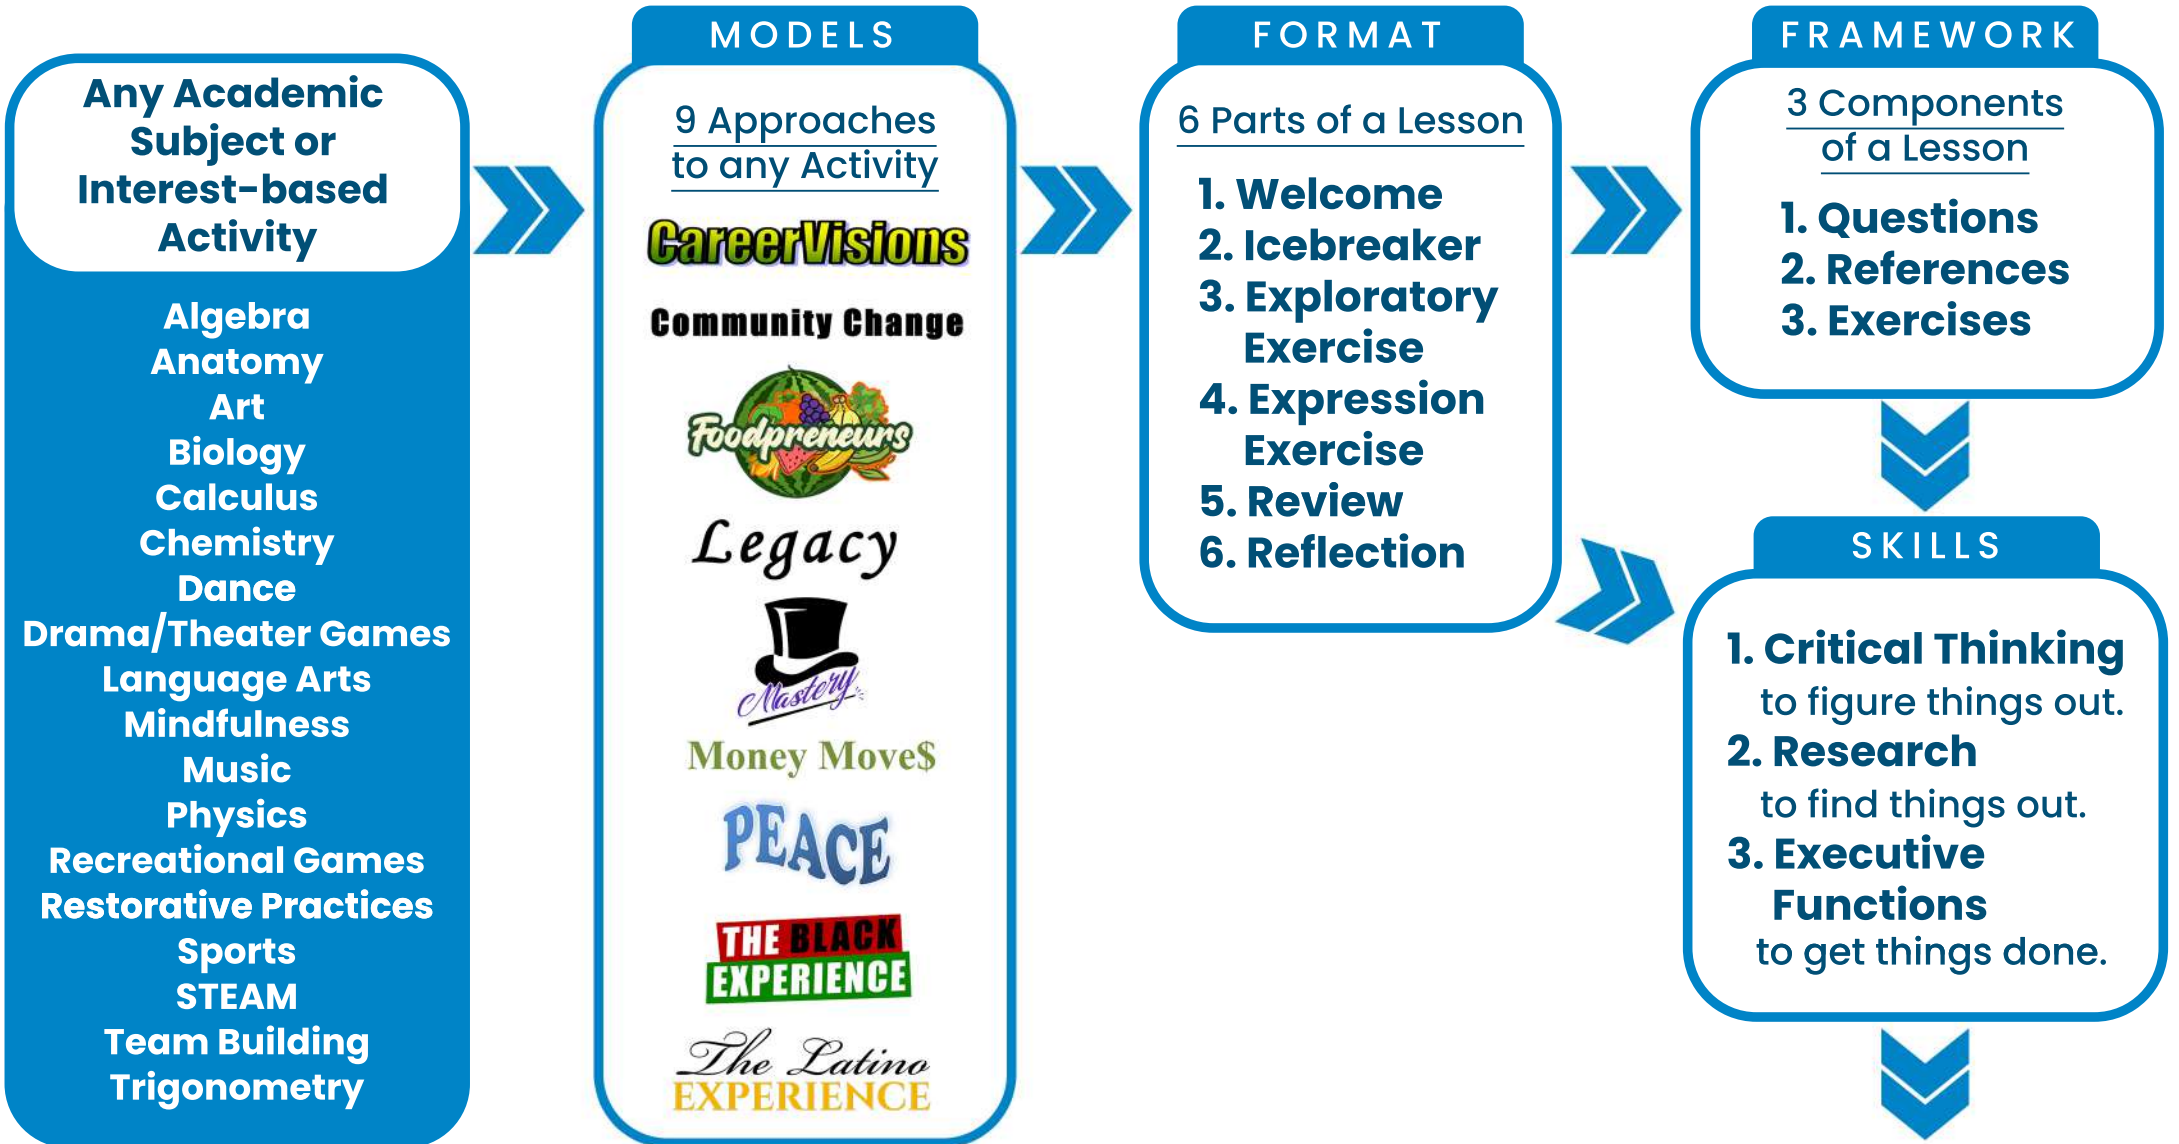 Any Academic
Subject or
Interest-based
Activity
Algebra
Anatomy
Art
Biology
Calculus
Chemistry
Dance
Drama/Theater Games
Language Arts
Mindfulness
Music
Physics
Recreational Games
Restorative Practices
Sports
STEAM
Team Building
Trigonometry
MODELS
9 Approaches
to any Activity
CareerVisions
Community Change
Foodpreneurs
Legacy
Mastery
Money Move$
PEACE
THE BLACK
EXPERIENCE
The Latino
EXPERIENCE
FORMAT
6 Parts of a Lesson
1. Welcome
2. Icebreaker
3. Exploratory
Exercise
4. Expression
Exercise
5. Review
6. Reflection
FRAMEWORK
3 Components
of a Lesson
1. Questions
2. References
3. Exercises
SKILLS
1. Critical Thinking
to figure things out.
2. Research
to find things out.
3. Executive
Functions
to get things done.